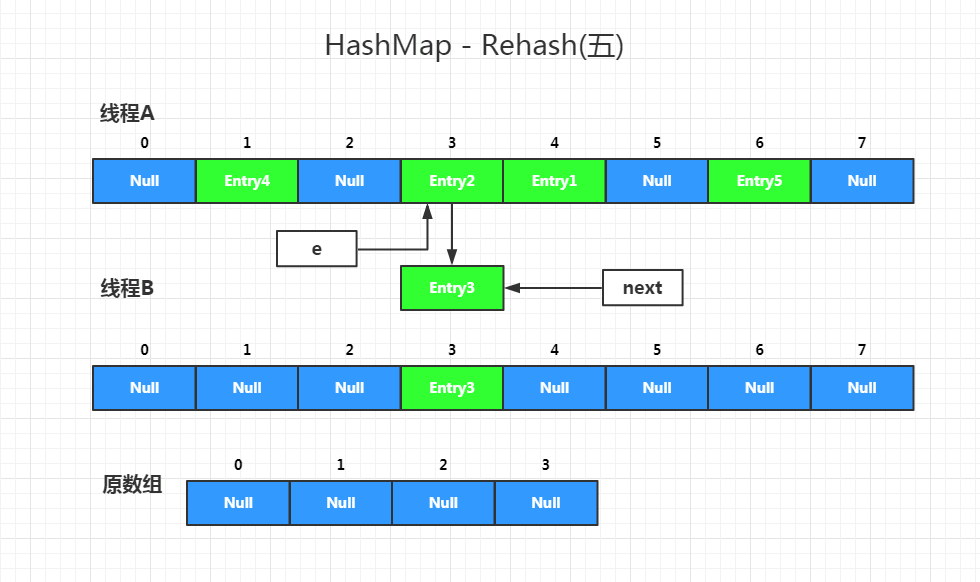 HashMap - Rehash(五)
线程A
0 1 2 3 4 5 6 7
Null Entry4 Null Entry2 Entry1 Null Entry5 Null
e
线程B
Entry3
next
0 1 2 3 4 5 6 7
Null Null Null Entry3 Null Null Null Null
原数组
0 1 2 3
Null Null Null Null